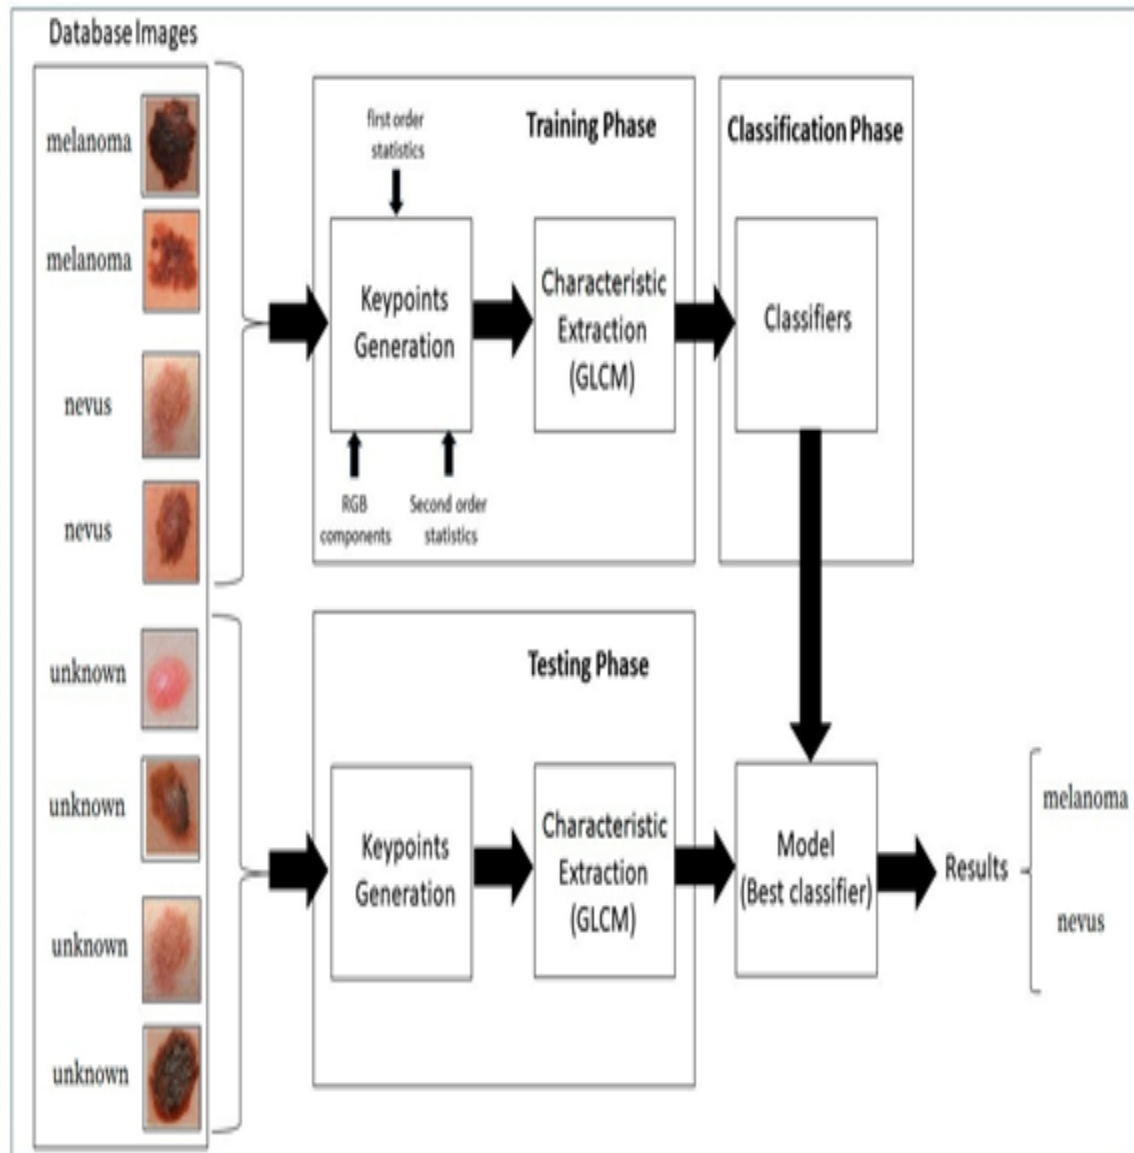 Database Images
melanoma
melanoma
nevus
nevus
unknown
unknown
unknown
unknown
Training Phase
first order
statistics
Keypoints
Generation
RGB
components
Second order
statistics
Characteristic
Extraction
(GLCM)
Classification Phase
Classifiers
Testing Phase
Keypoints
Generation
Characteristic
Extraction
(GLCM)
Model
(Best classifier)
Results
melanoma
nevus